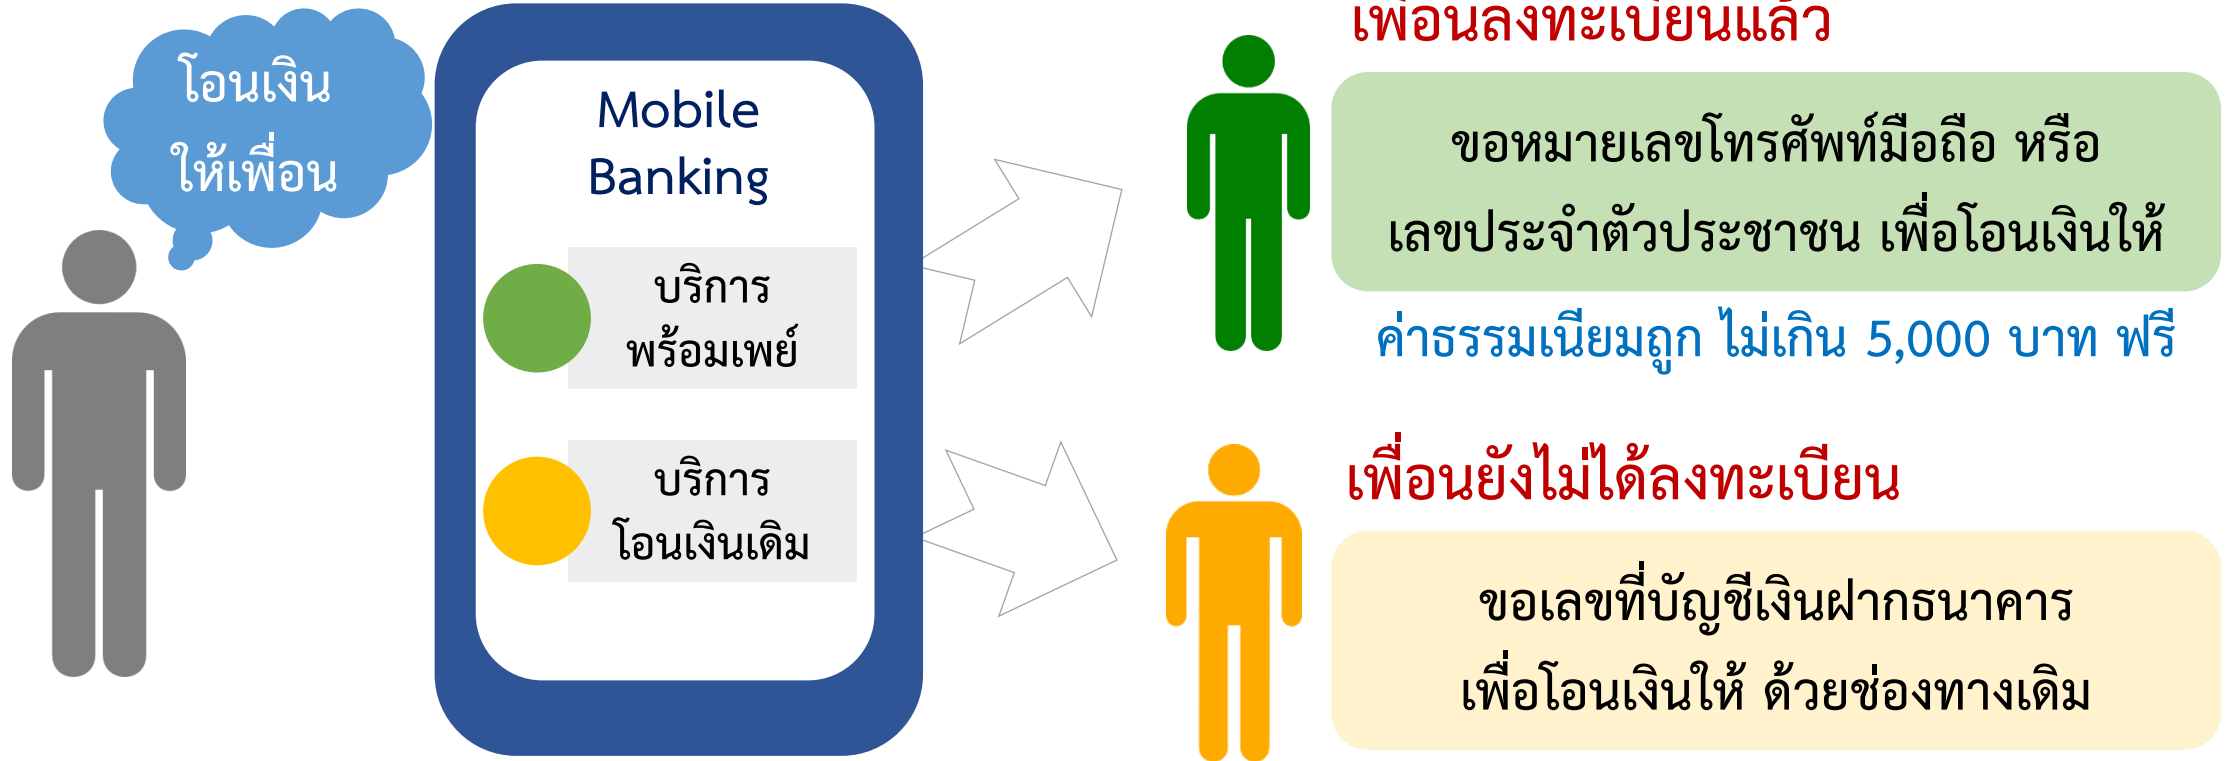 โอนเงิน
ให้เพื่อน
Mobile
Banking
บริการ
พร้อมเพย์
บริการ
โอนเงินเดิม
เพื่อนลงทะเบียนแล้ว
ขอหมายเลขโทรศัพท์มือถือ หรือ
เลขประจำตัวประชาชน เพื่อโอนเงินให้
ค่าธรรมเนียมถูก ไม่เกิน 5,000 บาท ฟรี
เพื่อนยังไม่ได้ลงทะเบียน
ขอเลขที่บัญชีเงินฝากธนาคาร
เพื่อโอนเงินให้ ด้วยช่องทางเดิม